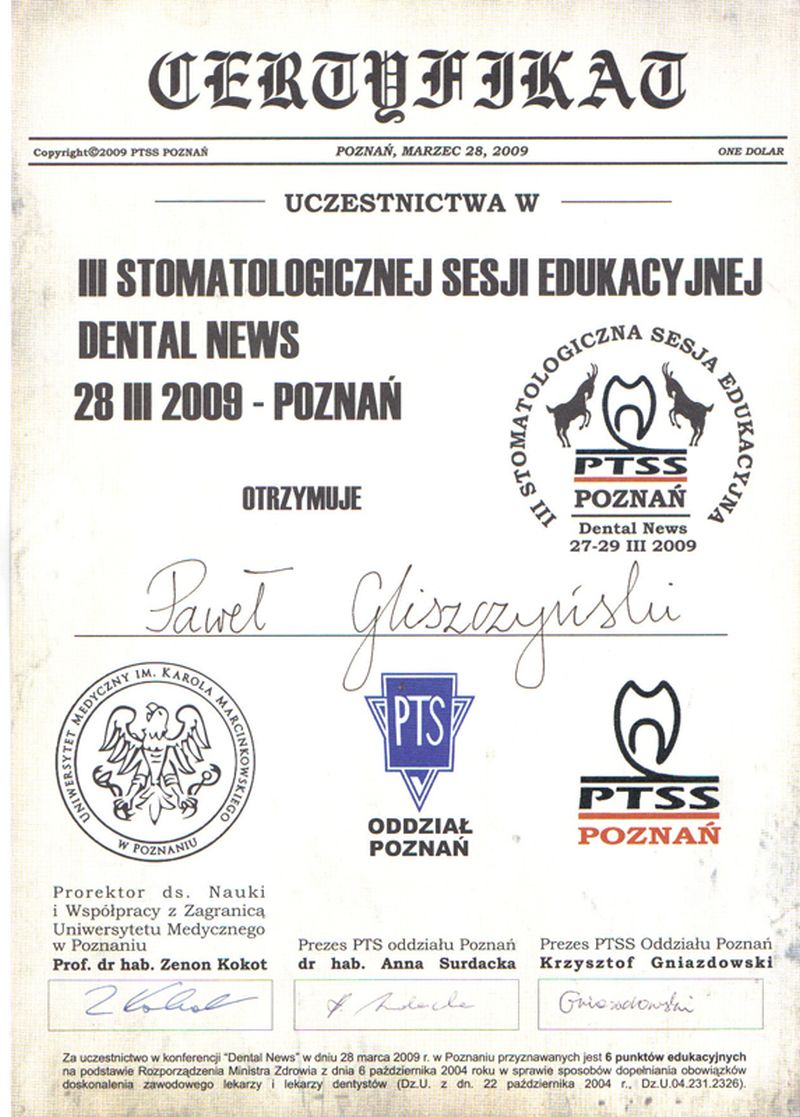 CERTYFIKAT
Copyright©2009 PTSS POZNAŃ POZNAŃ, MARZEC 28, 2009 ONE DOLAR
UCZESTNICTWA W
III STOMATOLOGICZNEJ SESJI EDUKACYJNEJ
DENTAL NEWS
28 III 2009 - POZNAŃ
III STOMATOLOGICZNA SESJA EDUKACYJNA
PTSS
POZNAŃ
Dental News
27-29 III 2009
OTRZYMUJE
Paweł Gliszczyński
UNIWERSYTET MEDYCZNY IM. KAROLA MARCINKOWSKIEGO
W POZNANIU
PTS
ODDZIAŁ
POZNAŃ
PTSS
POZNAŃ
Prorektor ds. Nauki
i Współpracy z Zagranicą
Uniwersytetu Medycznego
w Poznaniu
Prof. dr hab. Zenon Kokot
Z Kokot
Prezes PTS oddziału Poznań
dr hab. Anna Surdacka
A. Surdacka
Prezes PTSS Oddziału Poznań
Krzysztof Gniazdowski
Gniazdowski
Za uczestnictwo w konferencji "Dental News" w dniu 28 marca 2009 r. w Poznaniu przyznawanych jest 6 punktów edukacyjnych
na podstawie Rozporządzenia Ministra Zdrowia z dnia 6 października 2004 roku w sprawie sposobów dopełniania obowiązków
doskonalenia zawodowego lekarzy i lekarzy dentystów (Dz.U. z dn. 22 października 2004 r., Dz.U.04.231.2326).